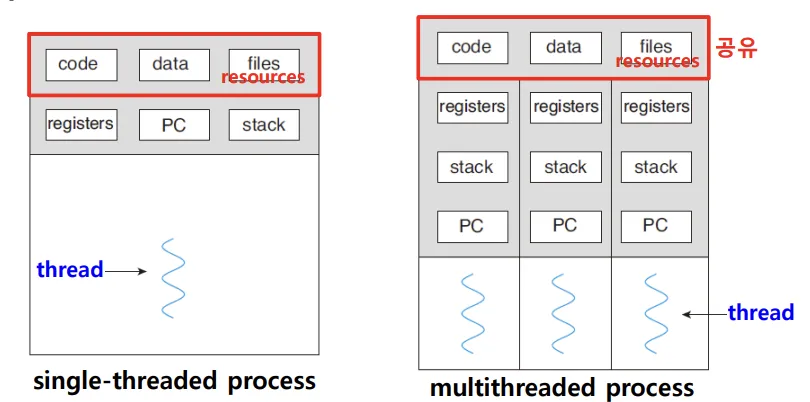 code data files
resources
registers PC stack
thread
single-threaded process
code data files 공유
resources
registers registers registers
stack stack stack
PC PC PC
thread
multithreaded process